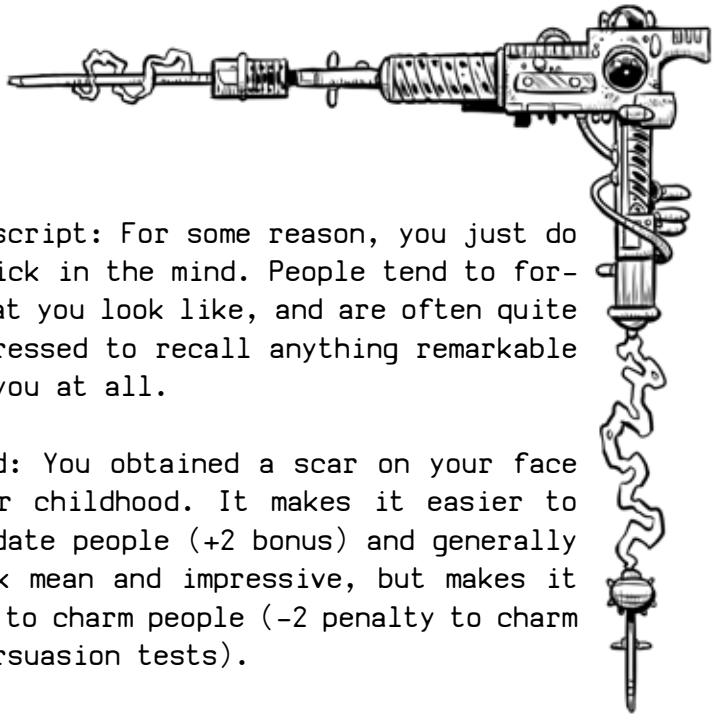 script: For some reason, you just do
ick in the mind. People tend to for-
at you look like, and are often quite
ressed to recall anything remarkable
you at all.
d: You obtained a scar on your face
r childhood. It makes it easier to
date people (+2 bonus) and generally
k mean and impressive, but makes it
to charm people (-2 penalty to charm
rsuasion tests).